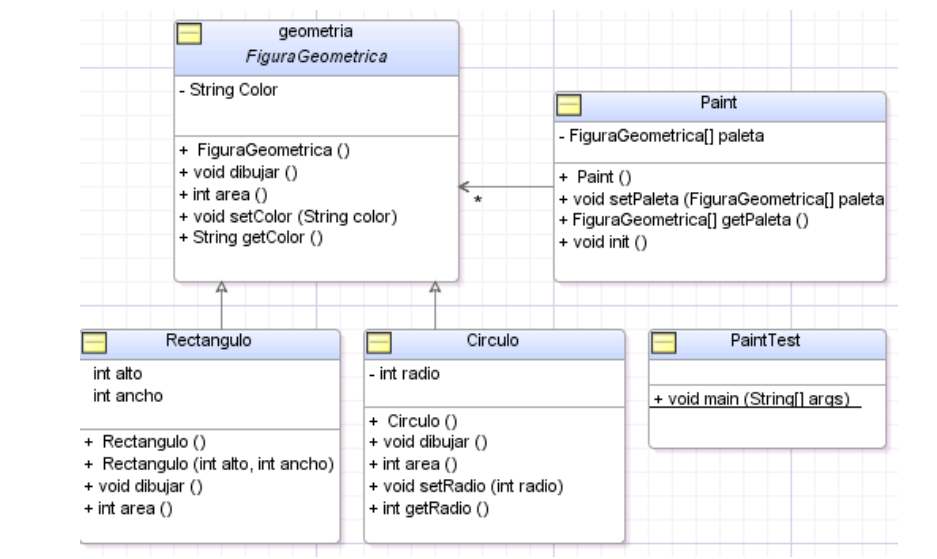 geometria
FiguraGeometrica
- String Color
+ FiguraGeometrica ()
+ void dibujar ()
+ int area ()
+ void setColor (String color)
+ String getColor ()
Paint
- FiguraGeometrica[] paleta
+ Paint ()
+ void setPaleta (FiguraGeometrica[] paleta
+ FiguraGeometrica[] getPaleta ()
+ void init ()
*
Rectangulo
int alto
int ancho
+ Rectangulo ()
+ Rectangulo (int alto, int ancho)
+ void dibujar ()
+ int area ()
Circulo
- int radio
+ Circulo ()
+ void dibujar ()
+ int area ()
+ void setRadio (int radio)
+ int getRadio ()
PaintTest
+ void main (String[] args)